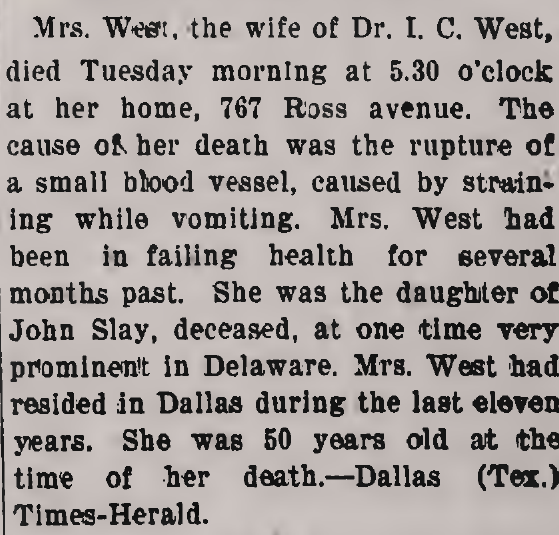 Mrs. West, the wife of Dr. I. C. West,
died Tuesday morning at 5.30 o'clock
at her home, 767 Ross avenue. The
cause of her death was the rupture of
a small blood vessel, caused by strain-
ing while vomiting. Mrs. West had
been in failing health for several
months past. She was the daughter of
John Slay, deceased, at one time very
prominent in Delaware. Mrs. West had
resided in Dallas during the last eleven
years. She was 50 years old at the
time of her death.—Dallas (Tex.)
Times-Herald.